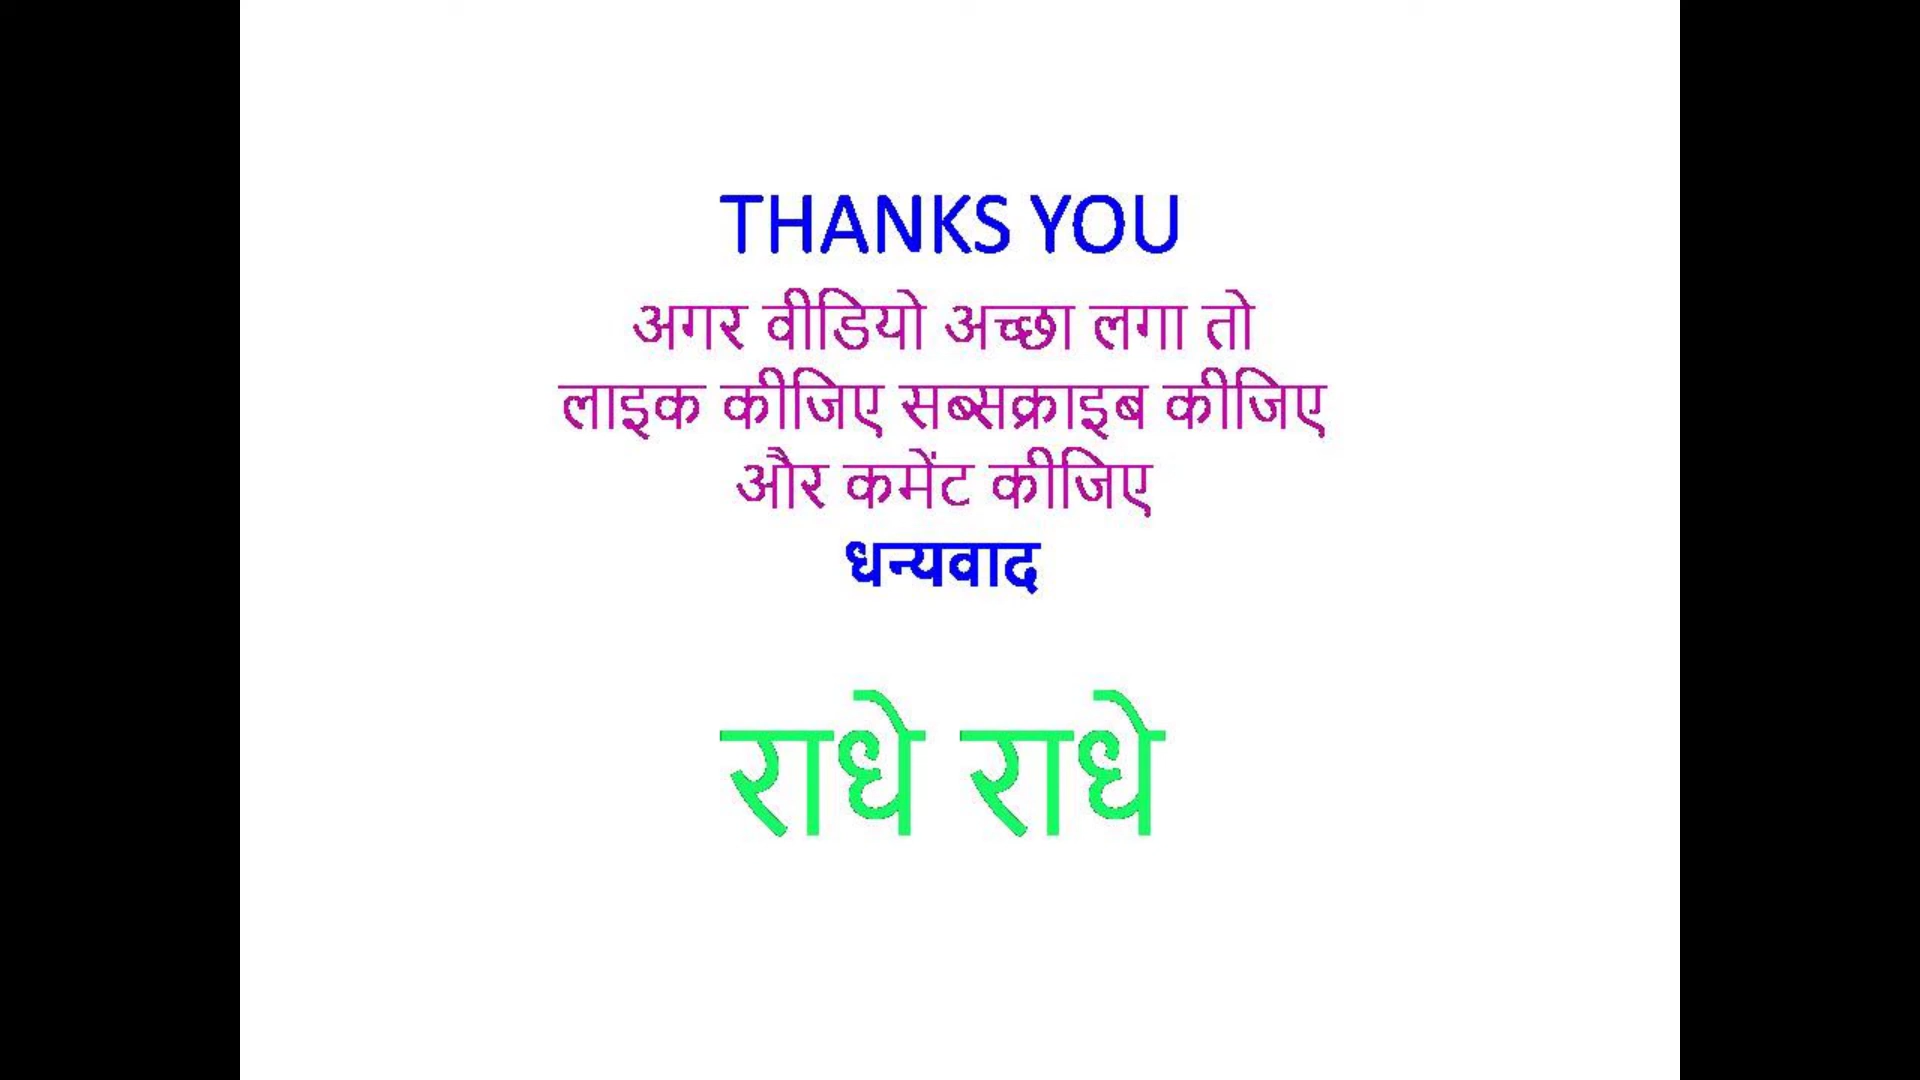 THANKS YOU
अगर वीडियो अच्छा लगा तो
लाइक कीजिए सब्सक्राइब कीजिए
और कमेंट कीजिए
धन्यवाद
राधे राधे